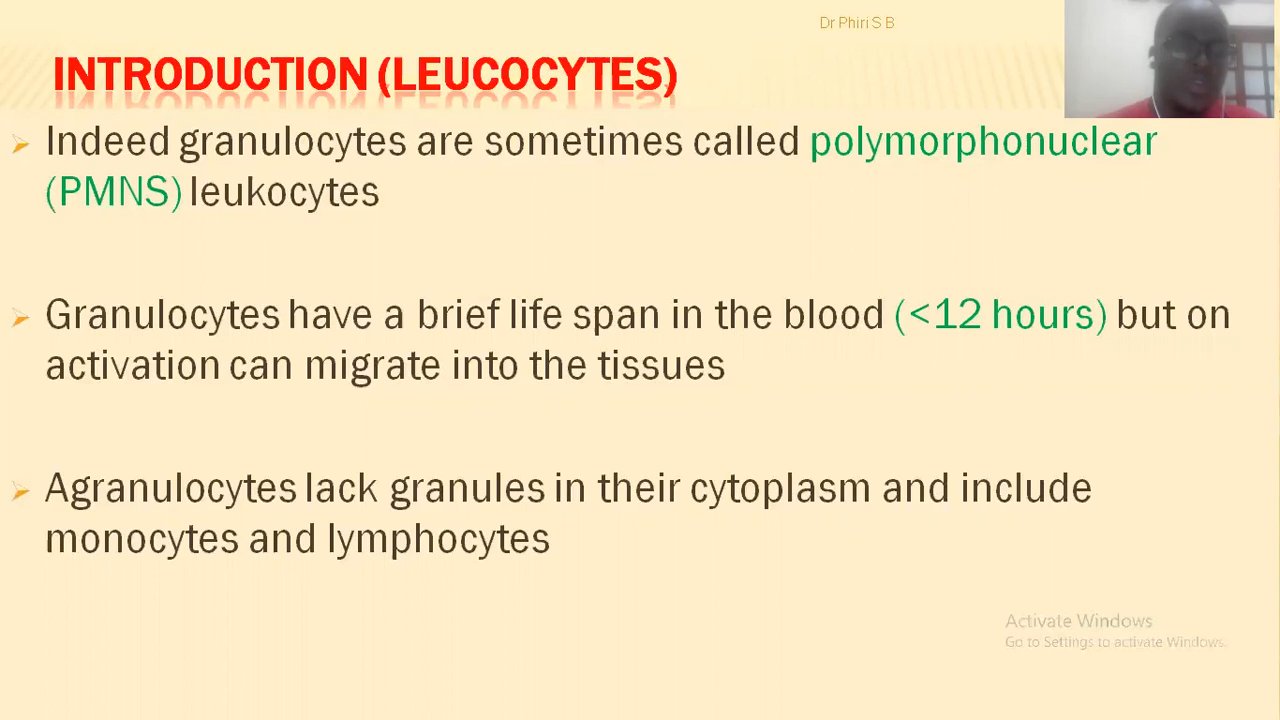 Dr Phiri S B
INTRODUCTION (LEUCOCYTES)
Indeed granulocytes are sometimes called polymorphonuclear
(PMNS) leukocytes
Granulocytes have a brief life span in the blood (<12 hours) but on
activation can migrate into the tissues
Agranulocytes lack granules in their cytoplasm and include
monocytes and lymphocytes
Activate Windows
Go to Settings to activate Windows.